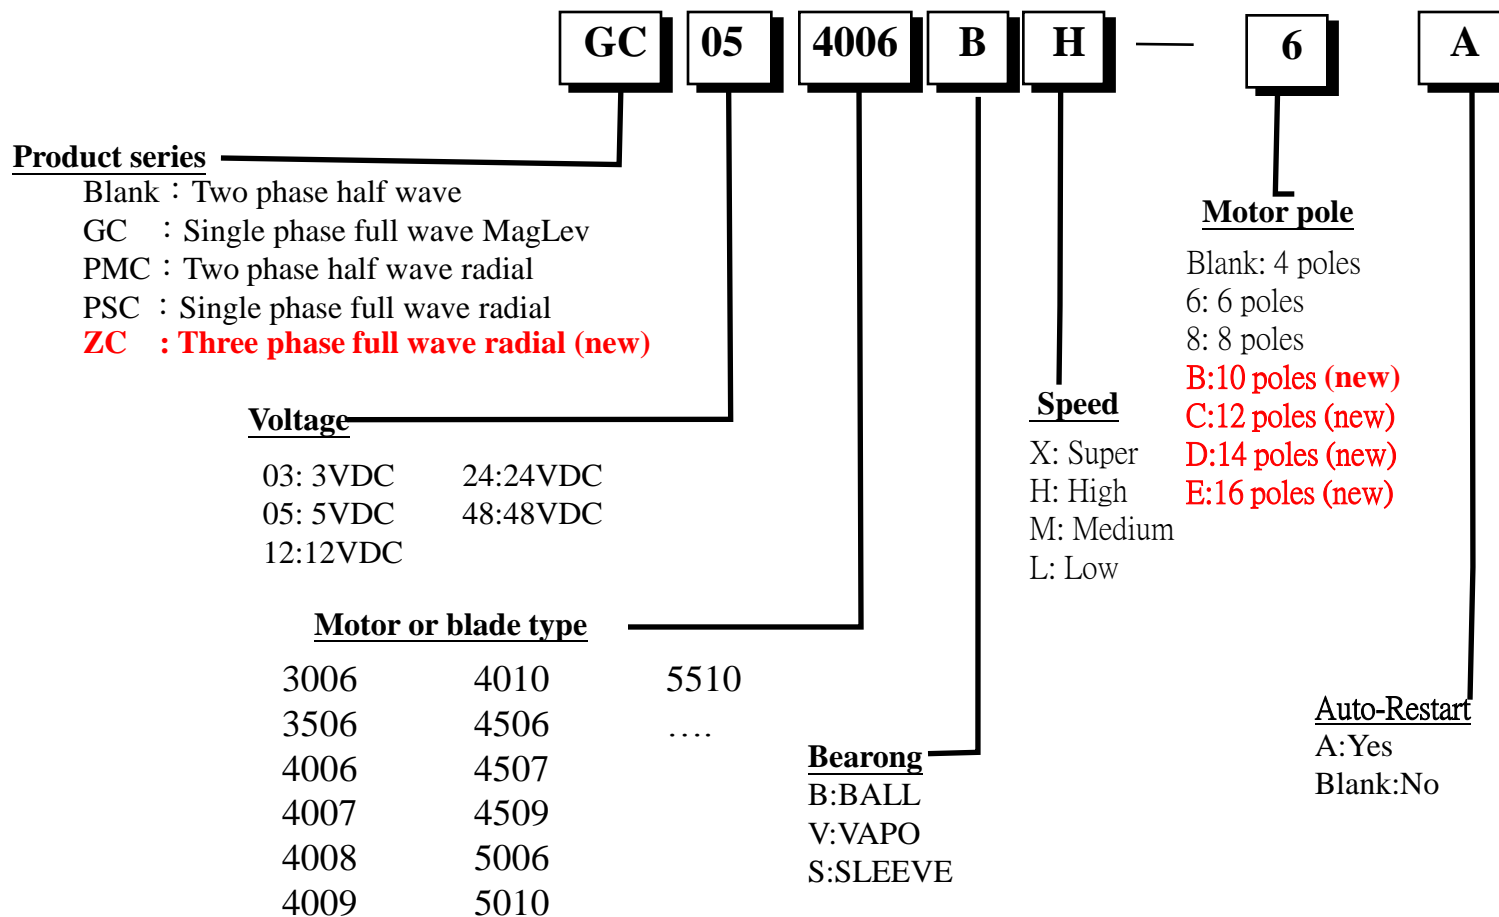 GC 05 4006 B H — 6 A
Product series
Blank：Two phase half wave
GC ：Single phase full wave MagLev
PMC：Two phase half wave radial
PSC ：Single phase full wave radial
ZC : Three phase full wave radial (new)
Voltage
03: 3VDC 24:24VDC
05: 5VDC 48:48VDC
12:12VDC
Motor or blade type
3006 4010 5510
3506 4506 ….
4006 4507
4007 4509
4008 5006
4009 5010
Bearong
B:BALL
V:VAPO
S:SLEEVE
Speed
X: Super
H: High
M: Medium
L: Low
Motor pole
Blank: 4 poles
6: 6 poles
8: 8 poles
B:10 poles (new)
C:12 poles (new)
D:14 poles (new)
E:16 poles (new)
Auto-Restart
A:Yes
Blank:No